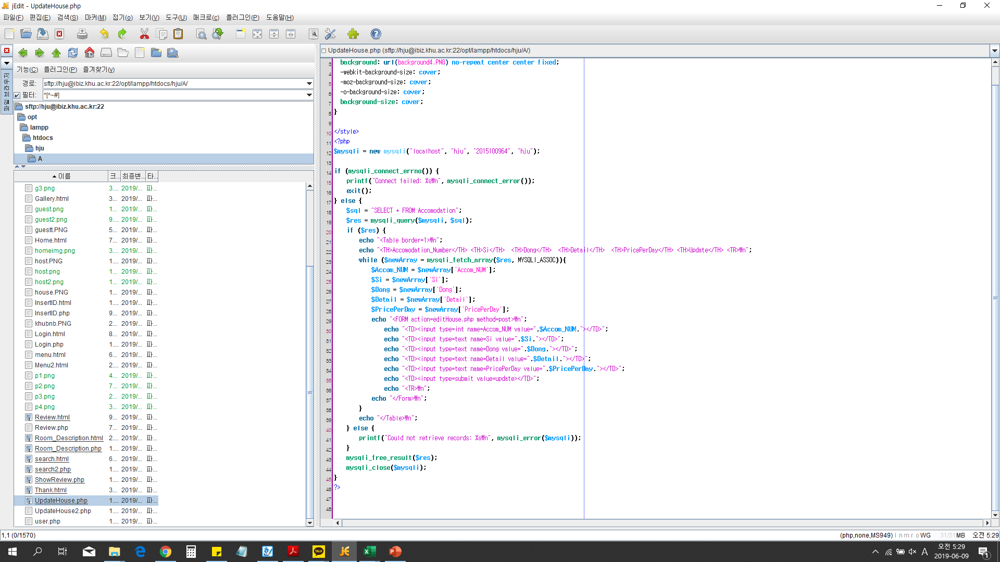 jEdit - UpdateHouse.php
파일(F) 편집(E) 검색(S) 마커(M) 접기(o) 보기(V) 도구(U) 매크로(c) 플러그인(P) 도움말(H)
UpdateHouse.php (sftp://hju@ibiz.khu.ac.kr:22/opt/lampp/htdocs/hju/A/)
기능(C) 플러그인(P) 즐겨찾기(v)
경로: sftp://hju@ibiz.khu.ac.kr:22/opt/lampp/htdocs/hju/A/
필터: *[^~#]
sftp://hju@ibiz.khu.ac.kr:22
opt
lampp
htdocs
hju
A
이름 크... 최종변... 타...
g3.png 3.... 2019/... 파...
Gallery.html 3... 2019/... 파...
guest.png 1... 2019/... 파...
guest2.png 9... 2019/... 파...
guestt.PNG 5... 2019/... 파...
Home.html 7... 2019/... 파...
homeimg.png 3.... 2019/... 파...
host.PNG 1... 2019/... 파...
host.png 1... 2019/... 파...
host2.png 1... 2019/... 파...
house.PNG 1... 2019/... 파...
InsertID.html 1.... 2019/... 파...
InsertID.php 9... 2019/... 파...
khubnb.PNG 2... 2019/... 파...
Login.html 8... 2019/... 파...
Login.php 1.... 2019/... 파...
menu.html 6... 2019/... 파...
Menu2.html 2... 2019/... 파...
p1.png 4... 2019/... 파...
p2.png 7... 2019/... 파...
p3.png 2... 2019/... 파...
p4.png 3... 2019/... 파...
Review.html 9... 2019/... 파...
Review.php 7... 2019/... 파...
Room_Description.html 2... 2019/... 파...
Room_Description.php 1.... 2019/... 파...
search.html 6... 2019/... 파...
search2.php 1.... 2019/... 파...
ShowReview.php 1.... 2019/... 파...
Thank.html 3... 2019/... 파...
UpdateHouse.php 1.... 2019/... 파...
UpdateHouse2.php 1.... 2019/... 파...
user.php 1.... 2019/... 파...
3 background: url(background4.PNG) no-repeat center center fixed;
4 -webkit-background-size: cover;
5 -moz-background-size: cover;
6 -o-background-size: cover;
7 background-size: cover;
8 }
9
10 </style>
11 <?php
12 $mysqli = new mysqli("localhost", "hju", "2015100964", "hju");
13
14 if (mysqli_connect_errno()) {
15 printf("Connect failed: %s₩n", mysqli_connect_error());
16 exit();
17 } else {
18 $sql = "SELECT * FROM Accomodation";
19 $res = mysqli_query($mysqli, $sql);
20 if ($res) {
21 echo "<Table border=1>₩n";
22 echo "<TH>Accomodation_Number</TH> <TH>Si</TH> <TH>Dong</TH> <TH>Detail</TH> <TH>PricePerDay</TH> <TH>Update</TH> <TR>₩n";
23 while ($newArray = mysqli_fetch_array($res, MYSQLI_ASSOC)){
24 $Accom_NUM = $newArray['Accom_NUM'];
25 $Si = $newArray['Si'];
26 $Dong = $newArray['Dong'];
27 $Detail = $newArray['Detail'];
28 $PricePerDay = $newArray['PricePerDay'];
29 echo "<FORM action=editHouse.php method=post>₩n";
30 echo "<TD><input type=int name=Accom_NUM value=".$Accom_NUM."></TD>";
31 echo "<TD><input type=text name=Si value=".$Si."></TD>";
32 echo "<TD><input type=text name=Dong value=".$Dong."></TD>";
33 echo "<TD><input type=text name=Detail value=".$Detail."></TD>";
34 echo "<TD><input type=text name=PricePerDay value=".$PricePerDay."></TD>";
35 echo "<TD><input type=submit value=update></TD>";
36 echo "<TR>₩n";
37 echo "</Form>₩n";
38 }
39 echo "</Table>₩n";
40 } else {
41 printf("Could not retrieve records: %s₩n", mysqli_error($mysqli));
42 }
43 mysqli_free_result($res);
44 mysqli_close($mysqli);
45 }
46 ?>
47
48
1,1 (0/1570)
(php,none,MS949) l n m r o WG 31/51MB 오전 5:29
TALK
A 오전 5:29
2019-06-09
1